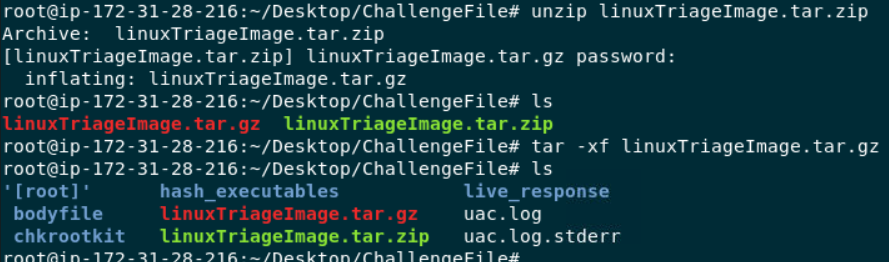 root@ip-172-31-28-216:~/Desktop/ChallengeFile# unzip linuxTriageImage.tar.zip
Archive:  linuxTriageImage.tar.zip
[linuxTriageImage.tar.zip] linuxTriageImage.tar.gz password:
  inflating: linuxTriageImage.tar.gz
root@ip-172-31-28-216:~/Desktop/ChallengeFile# ls
linuxTriageImage.tar.gz  linuxTriageImage.tar.zip
root@ip-172-31-28-216:~/Desktop/ChallengeFile# tar -xf linuxTriageImage.tar.gz
root@ip-172-31-28-216:~/Desktop/ChallengeFile# ls
'[root]'     hash_executables         live_response
 bodyfile    linuxTriageImage.tar.gz    uac.log
 chkrootkit  linuxTriageImage.tar.zip   uac.log.stderr
root@ip-172-31-28-216:~/Desktop/ChallengeFile#